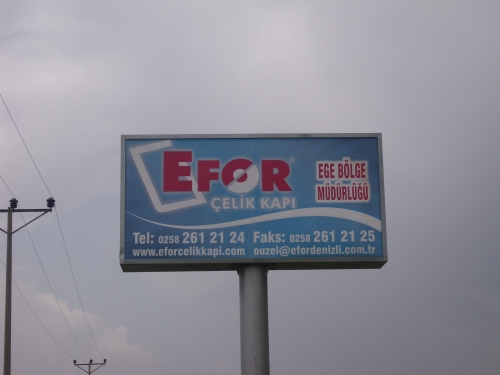 EFOR
ÇELİK KAPI
EGE BÖLGE
MÜDÜRLÜĞÜ
Tel: 0258 261 21 24 Faks: 0258 261 21 25
www.eforcelikkapi.com ouzel@efordenizli.com.tr